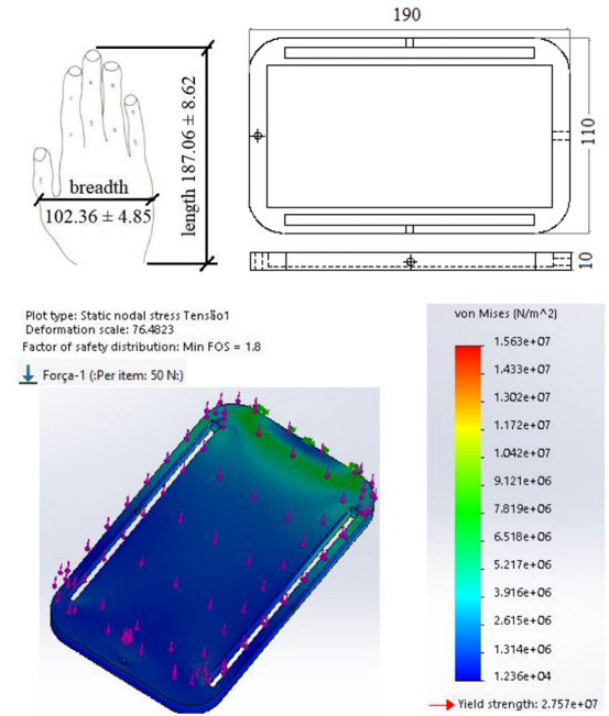 190
breadth
102.36 ± 4.85
length 187.06 ± 8.62
110
10
Plot type: Static nodal stress Tensão1
Deformation scale: 76.4823
Factor of safety distribution: Min FOS = 1.8
Força-1 (:Per item: 50 N:)
von Mises (N/m^2)
1.563e+07
1.433e+07
1.302e+07
1.172e+07
1.042e+07
9.121e+06
7.819e+06
6.518e+06
5.217e+06
3.916e+06
2.615e+06
1.314e+06
1.236e+04
Yield strength: 2.757e+07